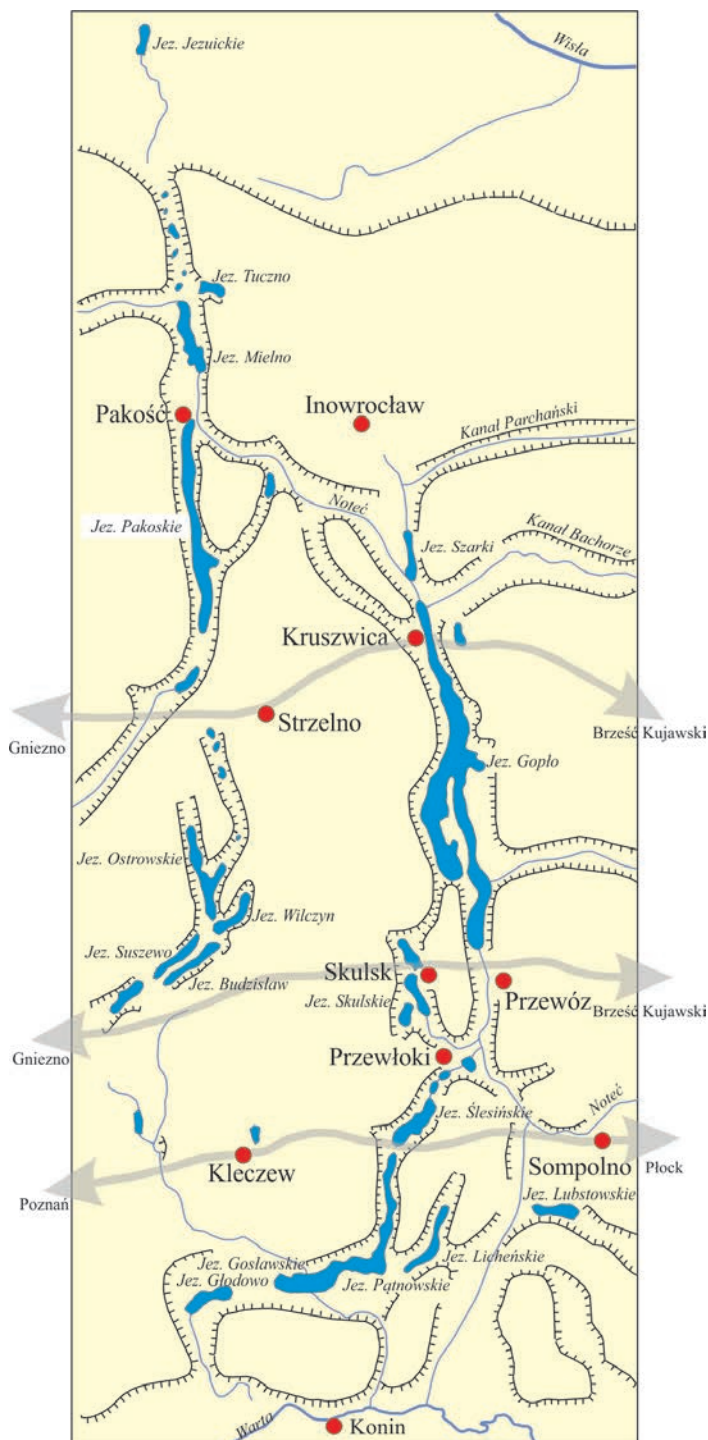 Jez. Jezuickie
Wisła
Jez. Tuczno
Jez. Mielno
Pakość
Inowrocław
Kanał Parchański
Noteć
Jez. Pakoskie
Jez. Szarki
Kanał Bachorze
Kruszwica
Strzelno
Gniezno
Brześć Kujawski
Jez. Gopło
Jez. Ostrowskie
Jez. Wilczyn
Jez. Suszewo
Jez. Budzisław
Skulsk
Jez. Skulskie
Przewóz
Brześć Kujawski
Gniezno
Przewłoki
Jez. Ślesińskie
Noteć
Kleczew
Sompolno
Płock
Poznań
Jez. Lubstowskie
Jez. Gosławskie
Jez. Licheńskie
Jez. Głodowo
Jez. Pątnowskie
Warta
Konin